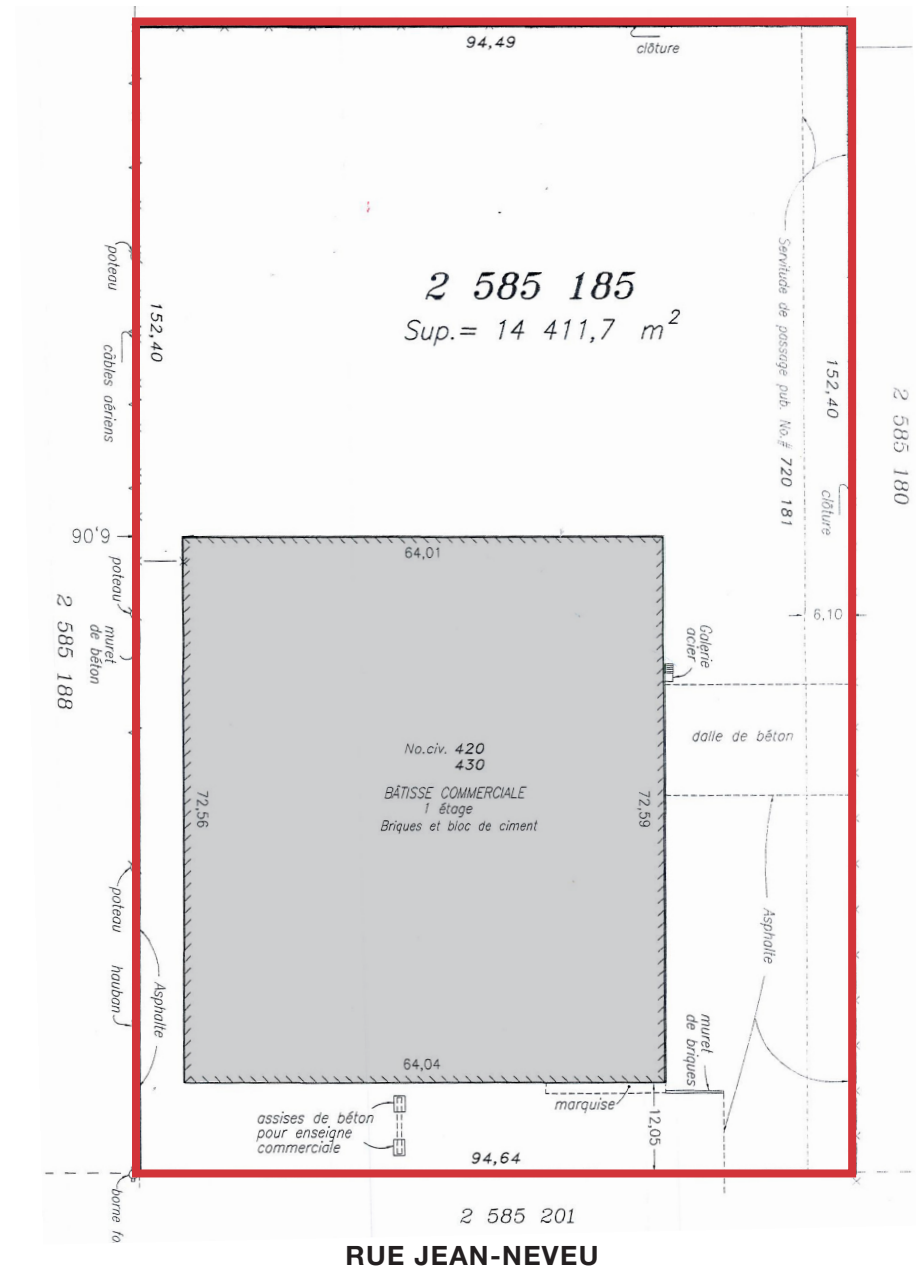 94,49
clôture
poteau
câbles aériens
152,40
2 585 185
Sup.= 14 411,7 m²
Servitude de passage pub. No.# 720 181
152,40
clôture
2 585 180
9,06
poteau
muret
de béton
2 585 188
64,01
6,10
Galerie
acier
dalle de béton
No.civ. 420
430
BÂTISSE COMMERCIALE
1 étage
Briques et bloc de ciment
72,56
72,59
poteau
hauban
Asphalte
Asphalte
muret
de briques
64,04
marquise
12,05
assises de béton
pour enseigne
commerciale
94,64
borne fo
2 585 201
RUE JEAN-NEVEU